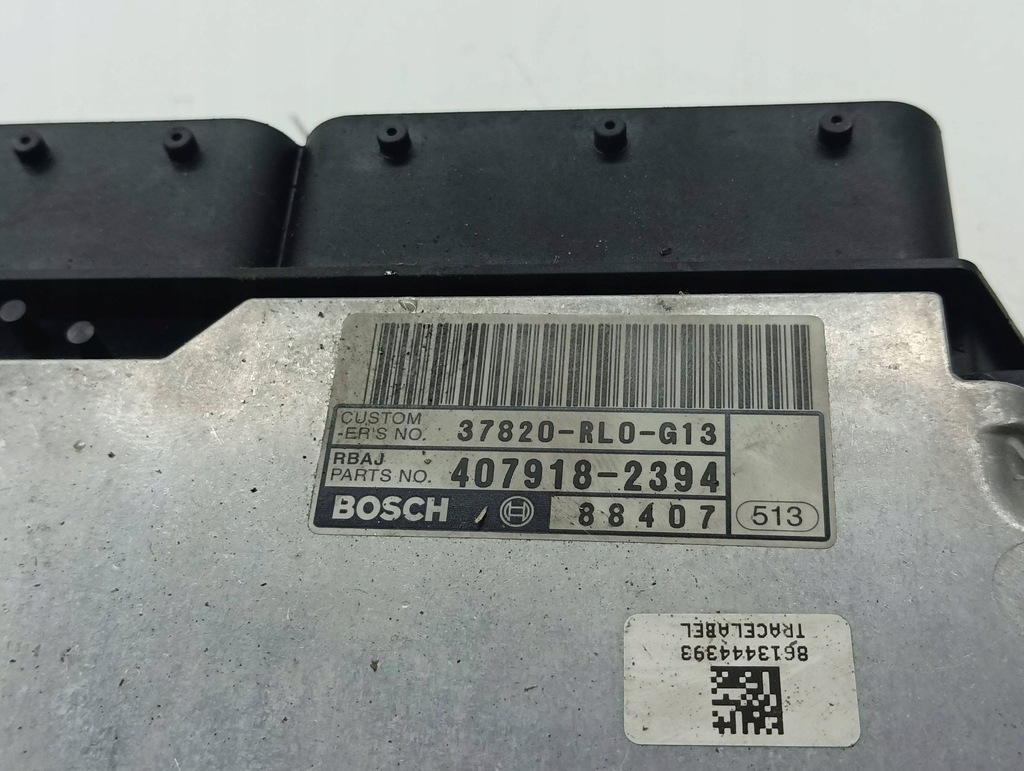 CUSTOM
-ER'S NO. 37820-RL0-G13
RBAJ
PARTS NO. 407918-2394
BOSCH 88407 513
8613444393
TRACELABEL